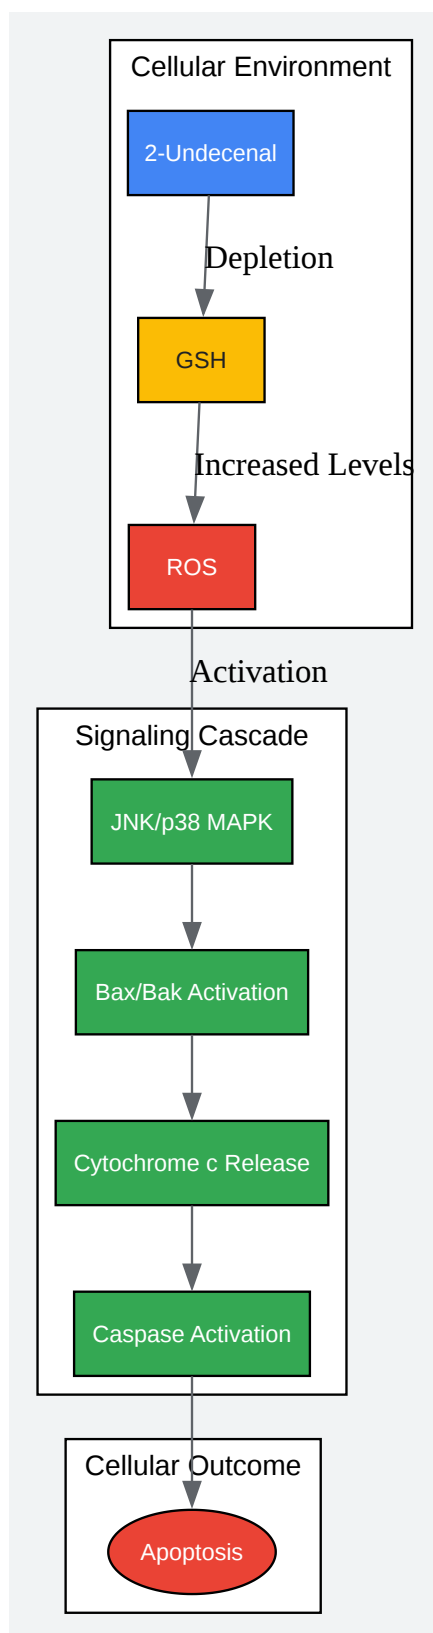 Cellular Environment
2-Undecenal
Depletion
GSH
Increased Levels
ROS
Activation
Signaling Cascade
JNK/p38 MAPK
Bax/Bak Activation
Cytochrome c Release
Caspase Activation
Cellular Outcome
Apoptosis